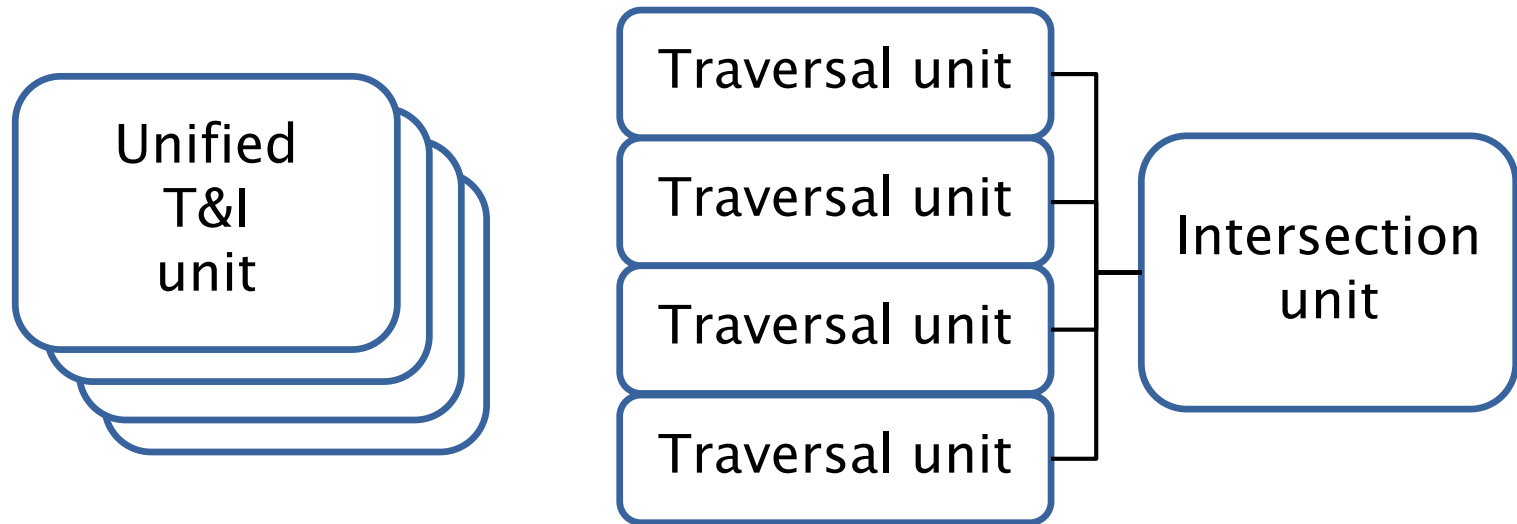 Unified
T&I
unit
Traversal unit
Traversal unit
Traversal unit
Traversal unit
Intersection
unit